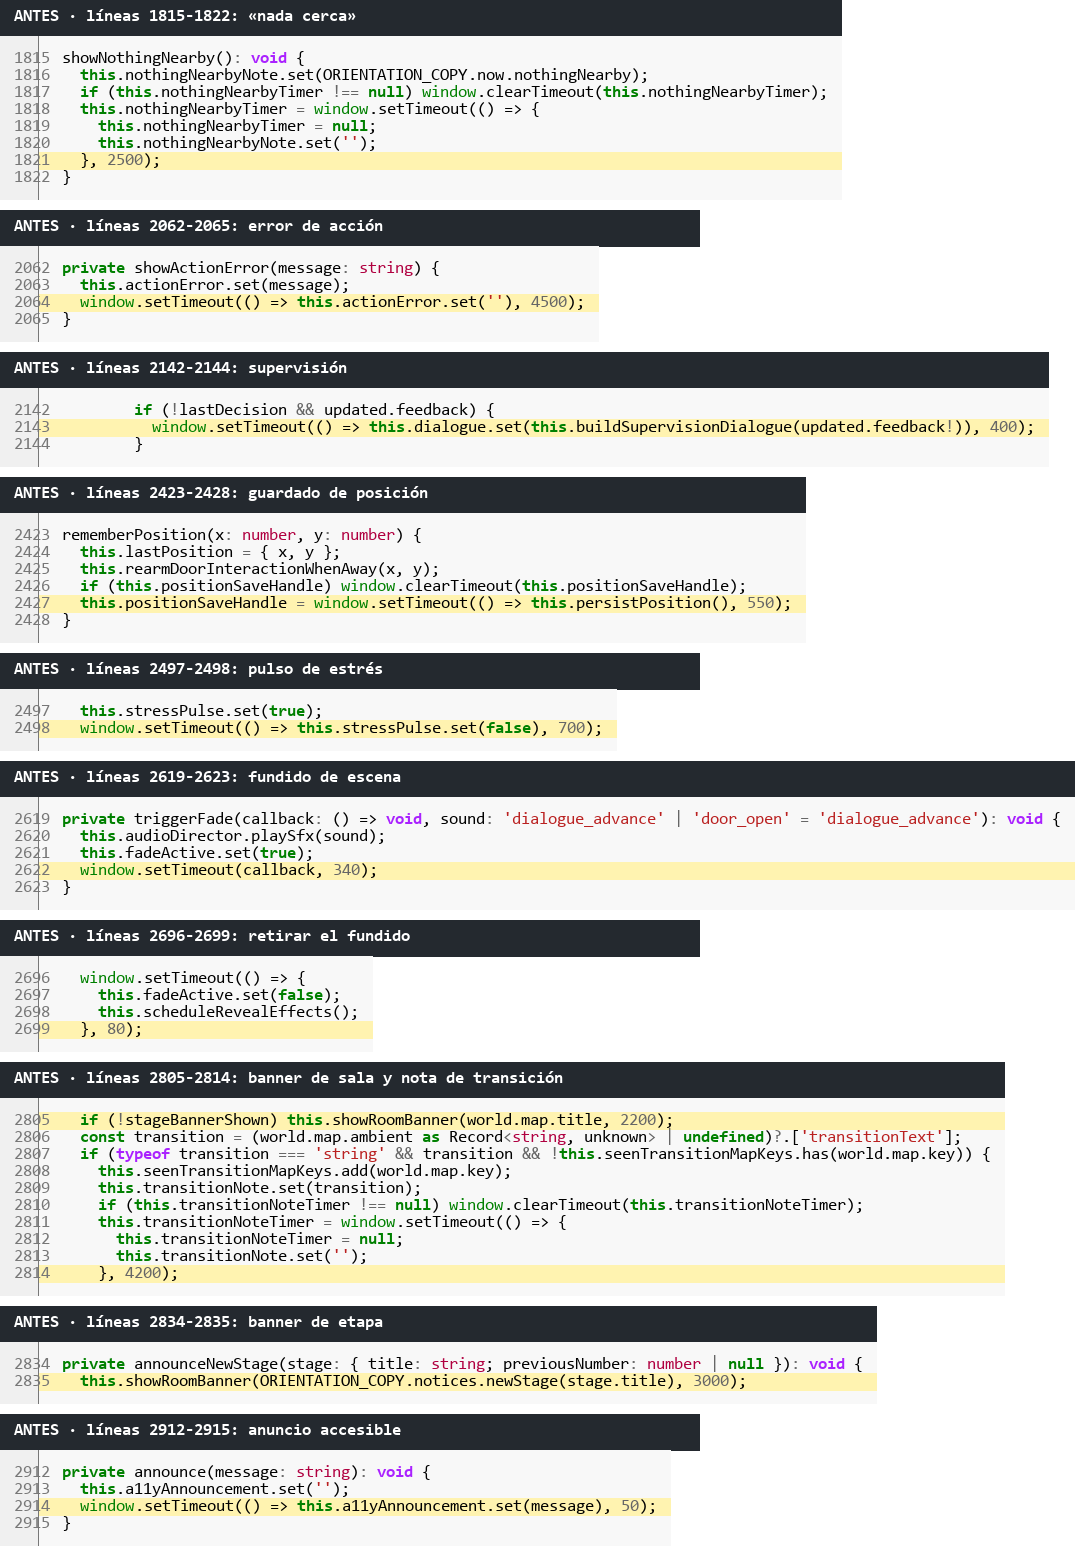 ANTES · líneas 1815-1822: «nada cerca»
1815 showNothingNearby(): void {
1816   this.nothingNearbyNote.set(ORIENTATION_COPY.now.nothingNearby);
1817   if (this.nothingNearbyTimer !== null) window.clearTimeout(this.nothingNearbyTimer);
1818   this.nothingNearbyTimer = window.setTimeout(() => {
1819     this.nothingNearbyTimer = null;
1820     this.nothingNearbyNote.set('');
1821   }, 2500);
1822 }
ANTES · líneas 2062-2065: error de acción
2062 private showActionError(message: string) {
2063   this.actionError.set(message);
2064   window.setTimeout(() => this.actionError.set(''), 4500);
2065 }
ANTES · líneas 2142-2144: supervisión
2142         if (!lastDecision && updated.feedback) {
2143           window.setTimeout(() => this.dialogue.set(this.buildSupervisionDialogue(updated.feedback!)), 400);
2144         }
ANTES · líneas 2423-2428: guardado de posición
2423 rememberPosition(x: number, y: number) {
2424   this.lastPosition = { x, y };
2425   this.rearmDoorInteractionWhenAway(x, y);
2426   if (this.positionSaveHandle) window.clearTimeout(this.positionSaveHandle);
2427   this.positionSaveHandle = window.setTimeout(() => this.persistPosition(), 550);
2428 }
ANTES · líneas 2497-2498: pulso de estrés
2497   this.stressPulse.set(true);
2498   window.setTimeout(() => this.stressPulse.set(false), 700);
ANTES · líneas 2619-2623: fundido de escena
2619 private triggerFade(callback: () => void, sound: 'dialogue_advance' | 'door_open' = 'dialogue_advance'): void {
2620   this.audioDirector.playSfx(sound);
2621   this.fadeActive.set(true);
2622   window.setTimeout(callback, 340);
2623 }
ANTES · líneas 2696-2699: retirar el fundido
2696   window.setTimeout(() => {
2697     this.fadeActive.set(false);
2698     this.scheduleRevealEffects();
2699   }, 80);
ANTES · líneas 2805-2814: banner de sala y nota de transición
2805   if (!stageBannerShown) this.showRoomBanner(world.map.title, 2200);
2806   const transition = (world.map.ambient as Record<string, unknown> | undefined)?.['transitionText'];
2807   if (typeof transition === 'string' && transition && !this.seenTransitionMapKeys.has(world.map.key)) {
2808     this.seenTransitionMapKeys.add(world.map.key);
2809     this.transitionNote.set(transition);
2810     if (this.transitionNoteTimer !== null) window.clearTimeout(this.transitionNoteTimer);
2811     this.transitionNoteTimer = window.setTimeout(() => {
2812       this.transitionNoteTimer = null;
2813       this.transitionNote.set('');
2814     }, 4200);
ANTES · líneas 2834-2835: banner de etapa
2834 private announceNewStage(stage: { title: string; previousNumber: number | null }): void {
2835   this.showRoomBanner(ORIENTATION_COPY.notices.newStage(stage.title), 3000);
ANTES · líneas 2912-2915: anuncio accesible
2912 private announce(message: string): void {
2913   this.a11yAnnouncement.set('');
2914   window.setTimeout(() => this.a11yAnnouncement.set(message), 50);
2915 }